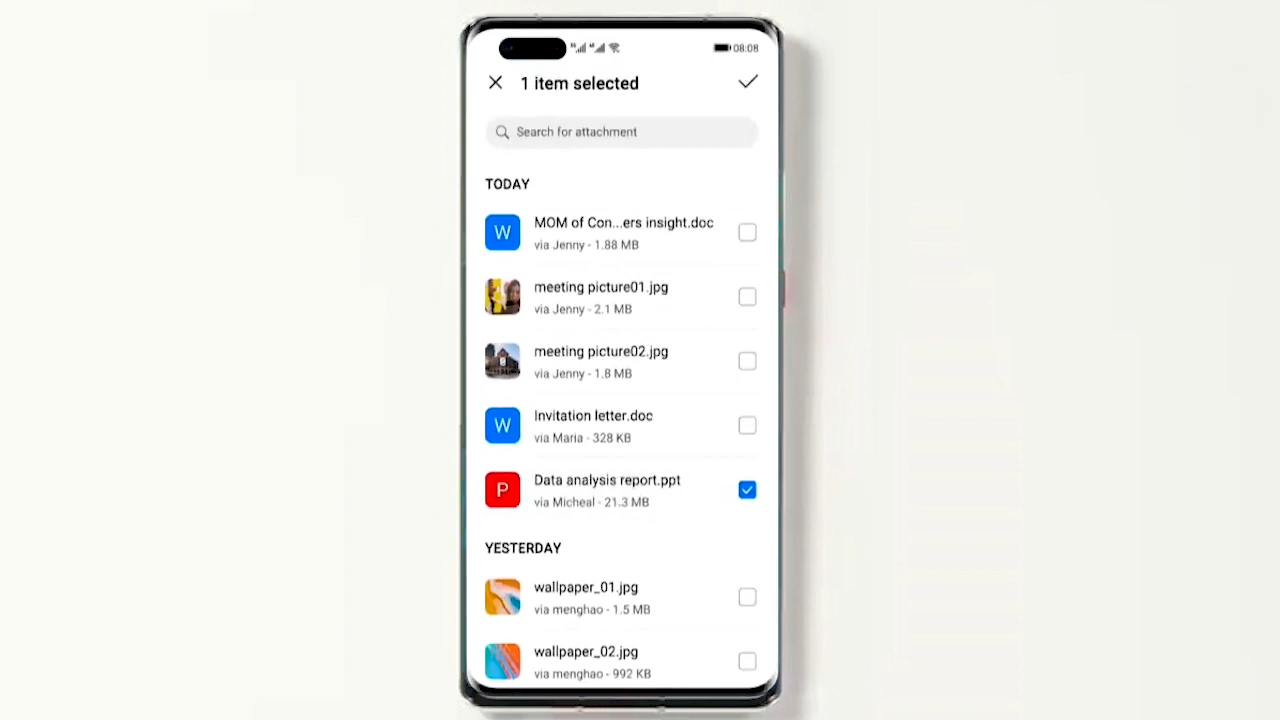 08:08
1 item selected
Search for attachment
TODAY
W
MOM of Con...ers insight.doc
via Jenny - 1.88 MB
meeting picture01.jpg
via Jenny - 2.1 MB
meeting picture02.jpg
via Jenny - 1.8 MB
W
Invitation letter.doc
via Maria - 328 KB
P
Data analysis report.ppt
via Micheal - 21.3 MB
YESTERDAY
wallpaper_01.jpg
via menghao - 1.5 MB
wallpaper_02.jpg
via menghao - 992 KB